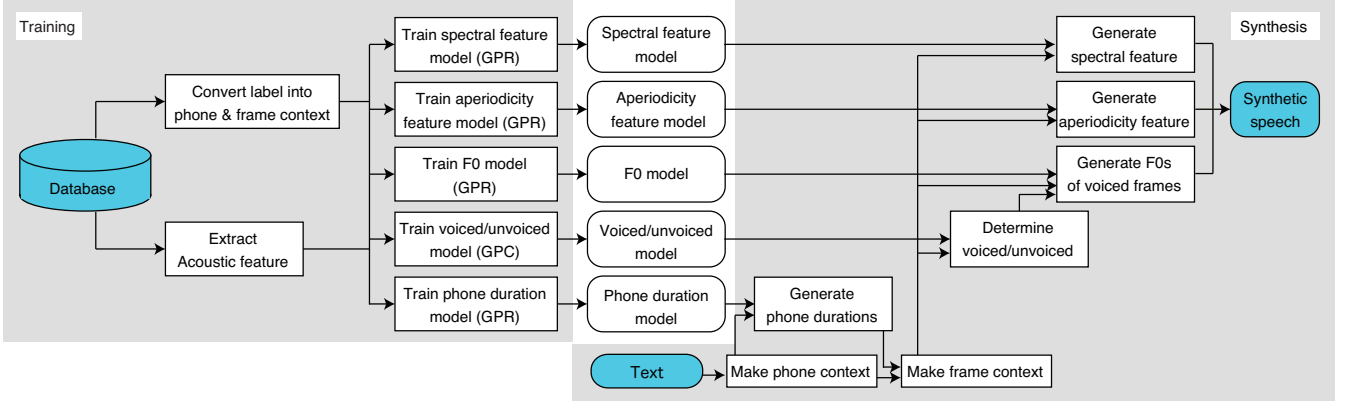 Training
Synthesis
Database
Convert label into
phone & frame context
Extract
Acoustic feature
Train spectral feature
model (GPR)
Train aperiodicity
feature model (GPR)
Train F0 model
(GPR)
Train voiced/unvoiced
model (GPC)
Train phone duration
model (GPR)
Spectral feature
model
Aperiodicity
feature model
F0 model
Voiced/unvoiced
model
Phone duration
model
Generate
phone durations
Text
Make phone context
Make frame context
Determine
voiced/unvoiced
Generate
spectral feature
Generate
aperiodicity feature
Generate F0s
of voiced frames
Synthetic
speech